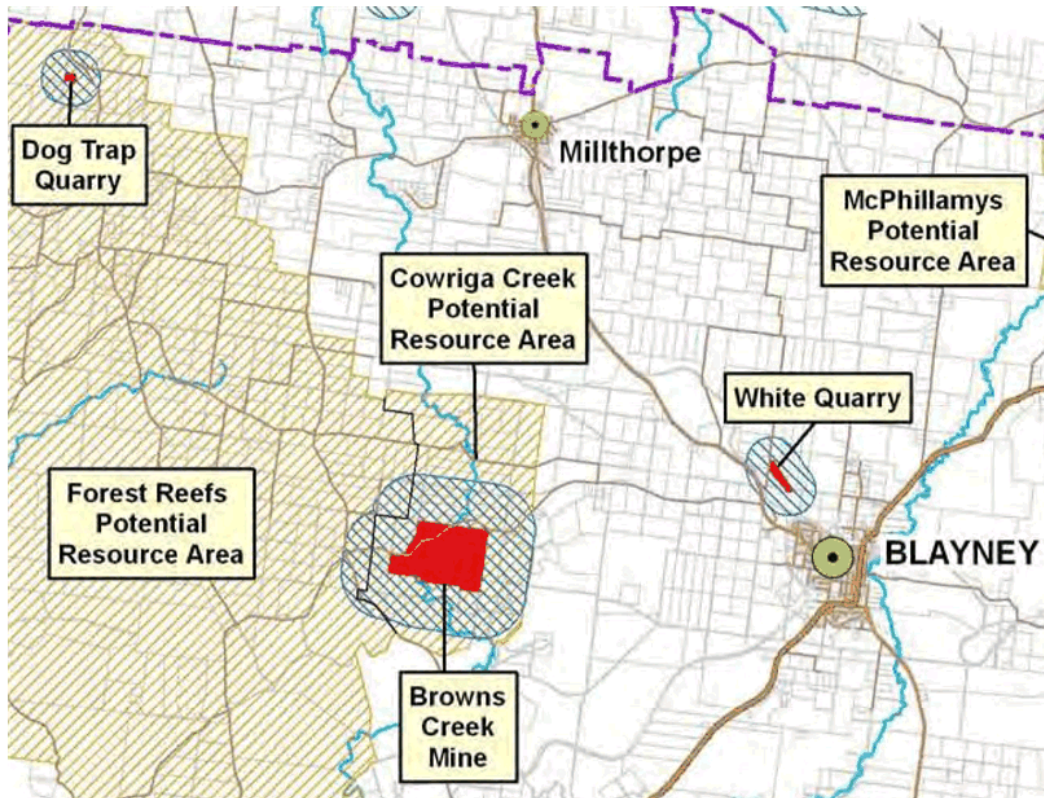 Dog Trap
Quarry
Millthorpe
McPhillamys
Potential
Resource Area
Cowriga Creek
Potential
Resource Area
White Quarry
Forest Reefs
Potential
Resource Area
BLAYNEY
Browns
Creek
Mine